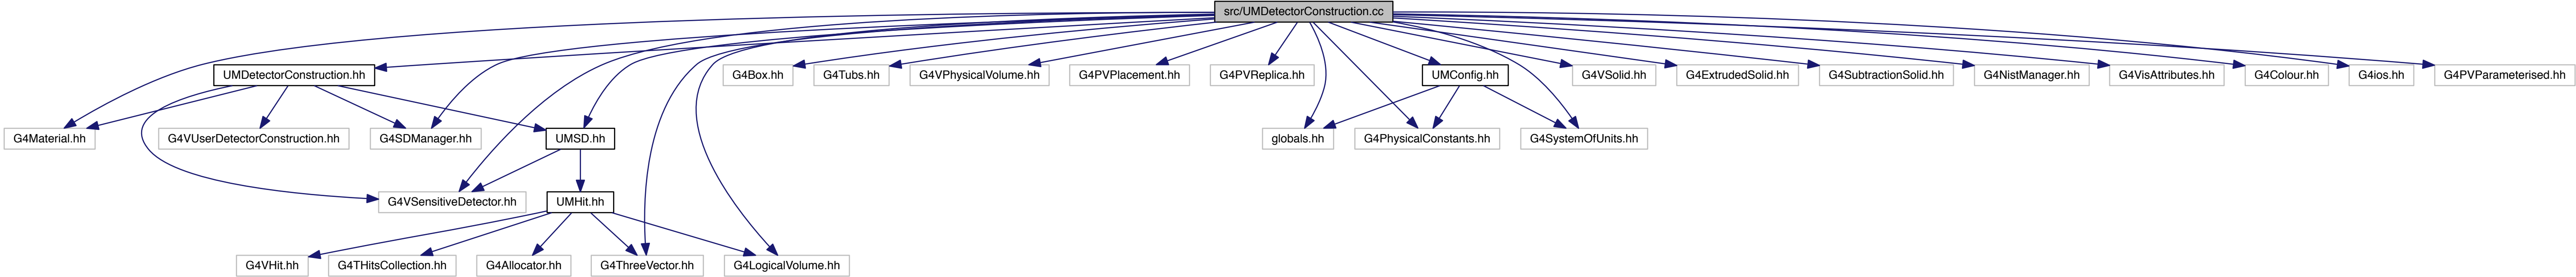 src/UMDetectorConstruction.cc
UMDetectorConstruction.hh
G4Box.hh
G4Tubs.hh
G4VPhysicalVolume.hh
G4PVPlacement.hh
G4PVReplica.hh
UMConfig.hh
G4VSolid.hh
G4ExtrudedSolid.hh
G4SubtractionSolid.hh
G4NistManager.hh
G4VisAttributes.hh
G4Colour.hh
G4ios.hh
G4PVParameterised.hh
G4Material.hh
G4VUserDetectorConstruction.hh
G4SDManager.hh
UMSD.hh
globals.hh
G4PhysicalConstants.hh
G4SystemOfUnits.hh
G4VSensitiveDetector.hh
UMHit.hh
G4VHit.hh
G4THitsCollection.hh
G4Allocator.hh
G4ThreeVector.hh
G4LogicalVolume.hh